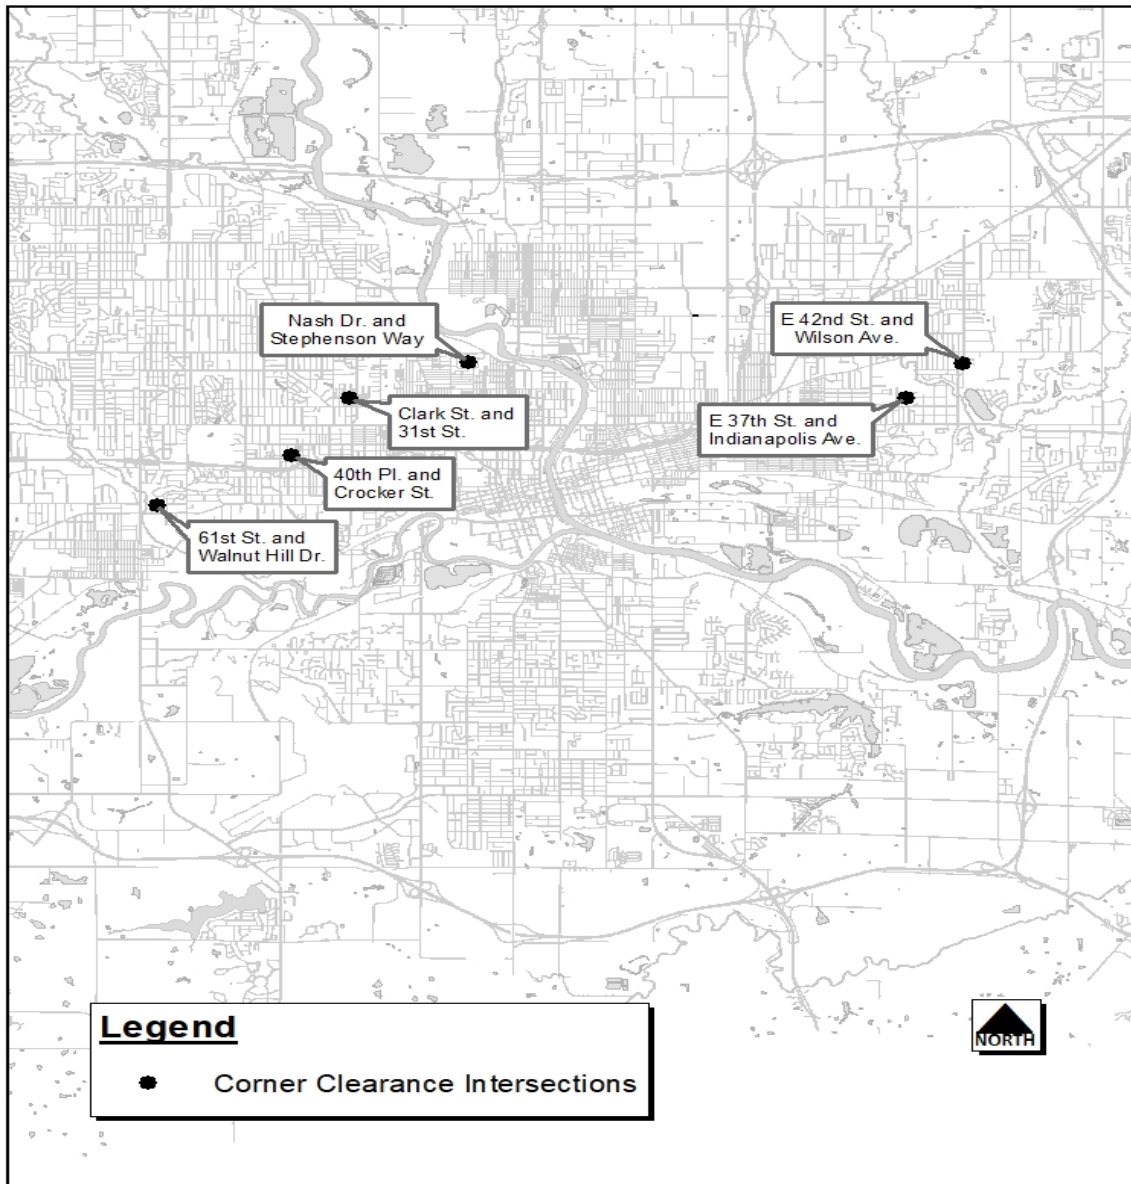 Nash Dr. and
Stephenson Way
E 42nd St. and
Wilson Ave.
Clark St. and
31st St.
E 37th St. and
Indianapolis Ave.
40th Pl. and
Crocker St.
61st St. and
Walnut Hill Dr.
Legend
Corner Clearance Intersections
NORTH